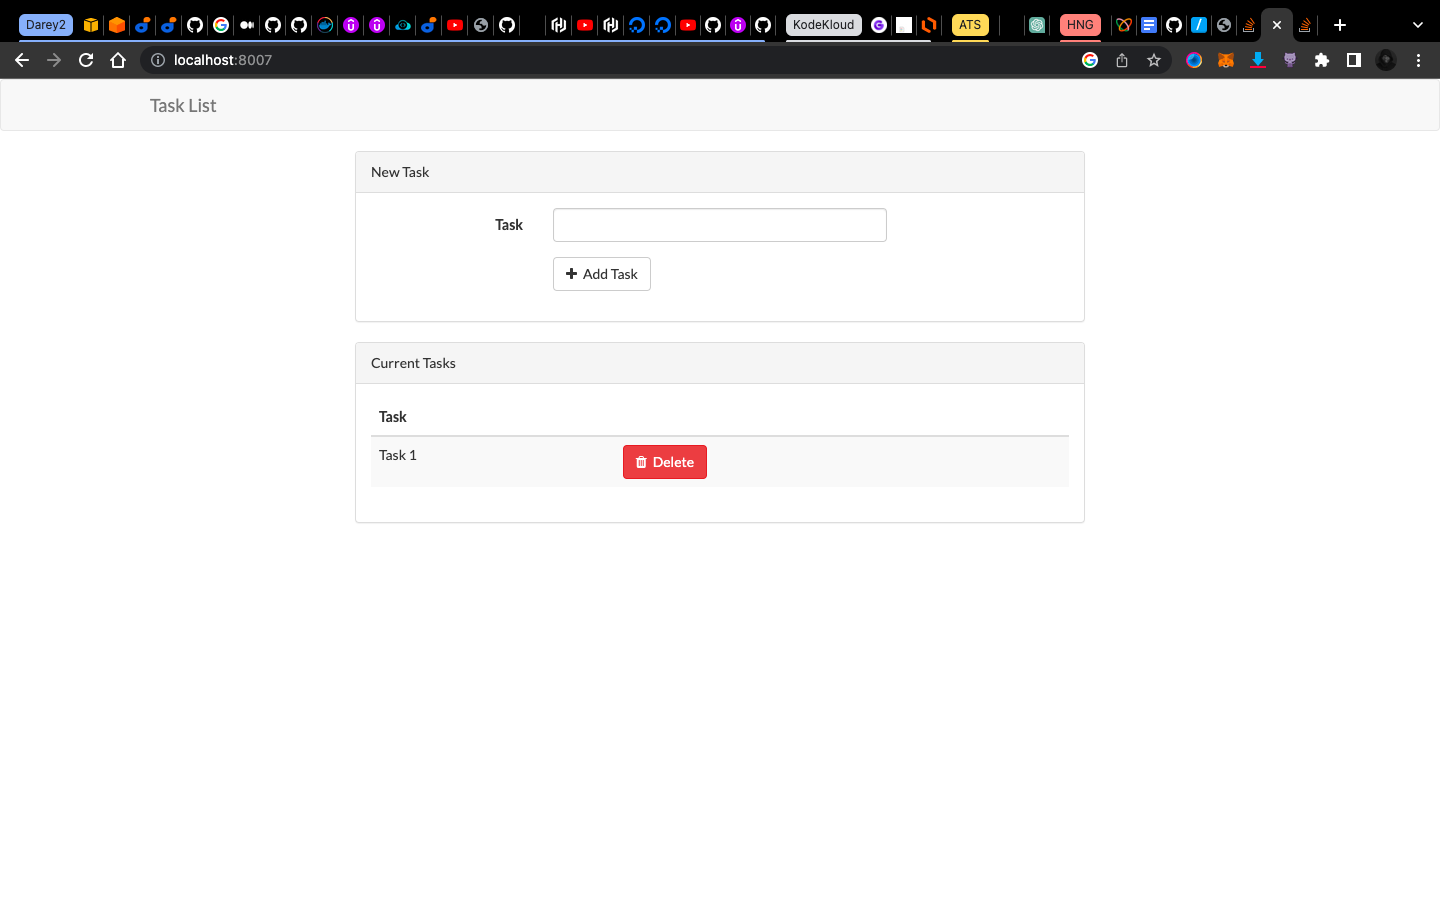 Darey2
KodeKloud
ATS
HNG
localhost:8007
Task List
New Task
Task
Add Task
Current Tasks
Task
Task 1
Delete